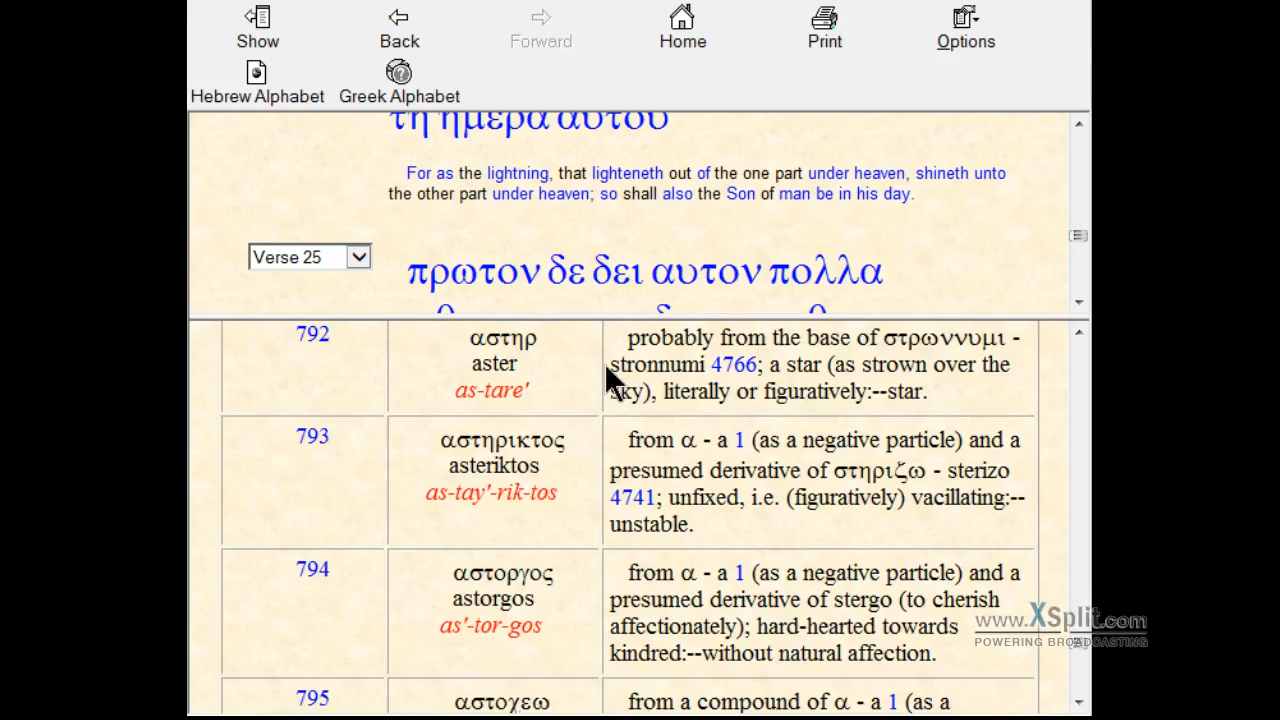 Show Back Forward Home Print Options
Hebrew Alphabet Greek Alphabet
τη ημερα αυτου
For as the lightning, that lighteneth out of the one part under heaven, shineth unto
the other part under heaven; so shall also the Son of man be in his day.
Verse 25
πρωτον δε δει αυτον πολλα
792
αστηρ
aster
as-tare'
probably from the base of στρωννυμι -
stronnumi 4766; a star (as strown over the
sky), literally or figuratively:--star.
793
αστηρικτος
asteriktos
as-tay'-rik-tos
from α - a 1 (as a negative particle) and a
presumed derivative of στηριζω - sterizo
4741; unfixed, i.e. (figuratively) vacillating:--
unstable.
794
αστοργος
astorgos
as'-tor-gos
from α - a 1 (as a negative particle) and a
presumed derivative of stergo (to cherish
affectionately); hard-hearted towards
kindred:--without natural affection.
795
αστοχεω
from a compound of α - a 1 (as a
www.XSplit.com
POWERING BROADCASTING